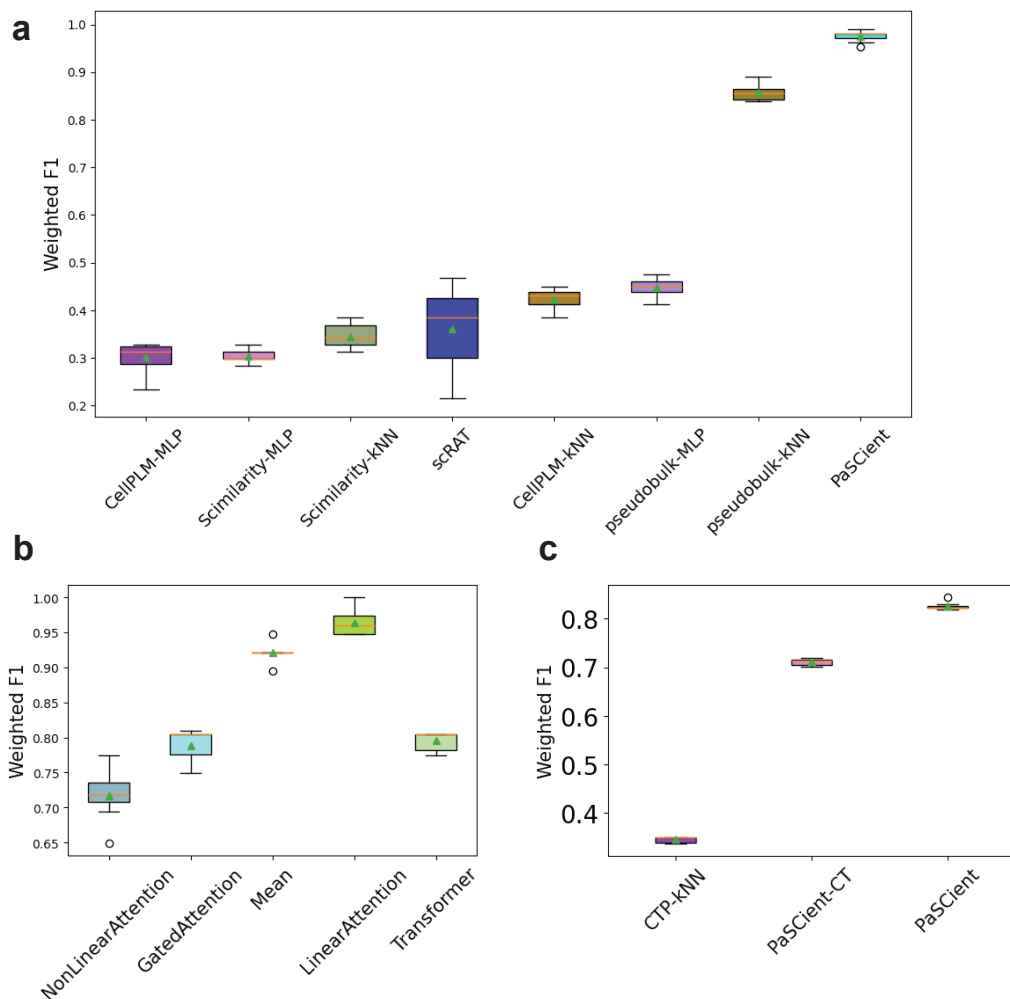 a
Weighted F1
1.0
0.9
0.8
0.7
0.6
0.5
0.4
0.3
0.2
CellPLM-MLP
Scimilarity-MLP
Scimilarity-kNN
scRAT
CellPLM-kNN
pseudobulk-MLP
pseudobulk-kNN
PaSCient
b
Weighted F1
1.00
0.95
0.90
0.85
0.80
0.75
0.70
0.65
NonLinearAttention
GatedAttention
Mean
LinearAttention
Transformer
c
Weighted F1
0.8
0.7
0.6
0.5
0.4
CTP-kNN
PaSCient-CT
PaSCient